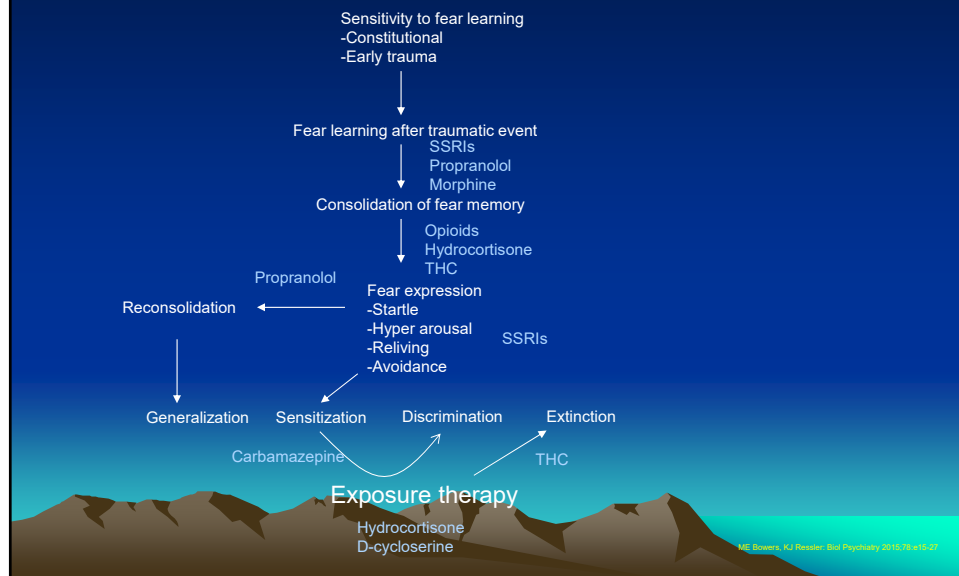 Sensitivity to fear learning
-Constitutional
-Early trauma
Fear learning after traumatic event
SSRIs
Propranolol
Morphine
Consolidation of fear memory
Opioids
Hydrocortisone
THC
Propranolol
Reconsolidation
Fear expression
-Startle
-Hyper arousal
-Reliving
-Avoidance
SSRIs
Generalization
Sensitization
Discrimination
Extinction
Carbamazepine
THC
Exposure therapy
Hydrocortisone
D-cycloserine
ME Bowers, KJ Ressler: Biol Psychiatry 2015;78:e15-27